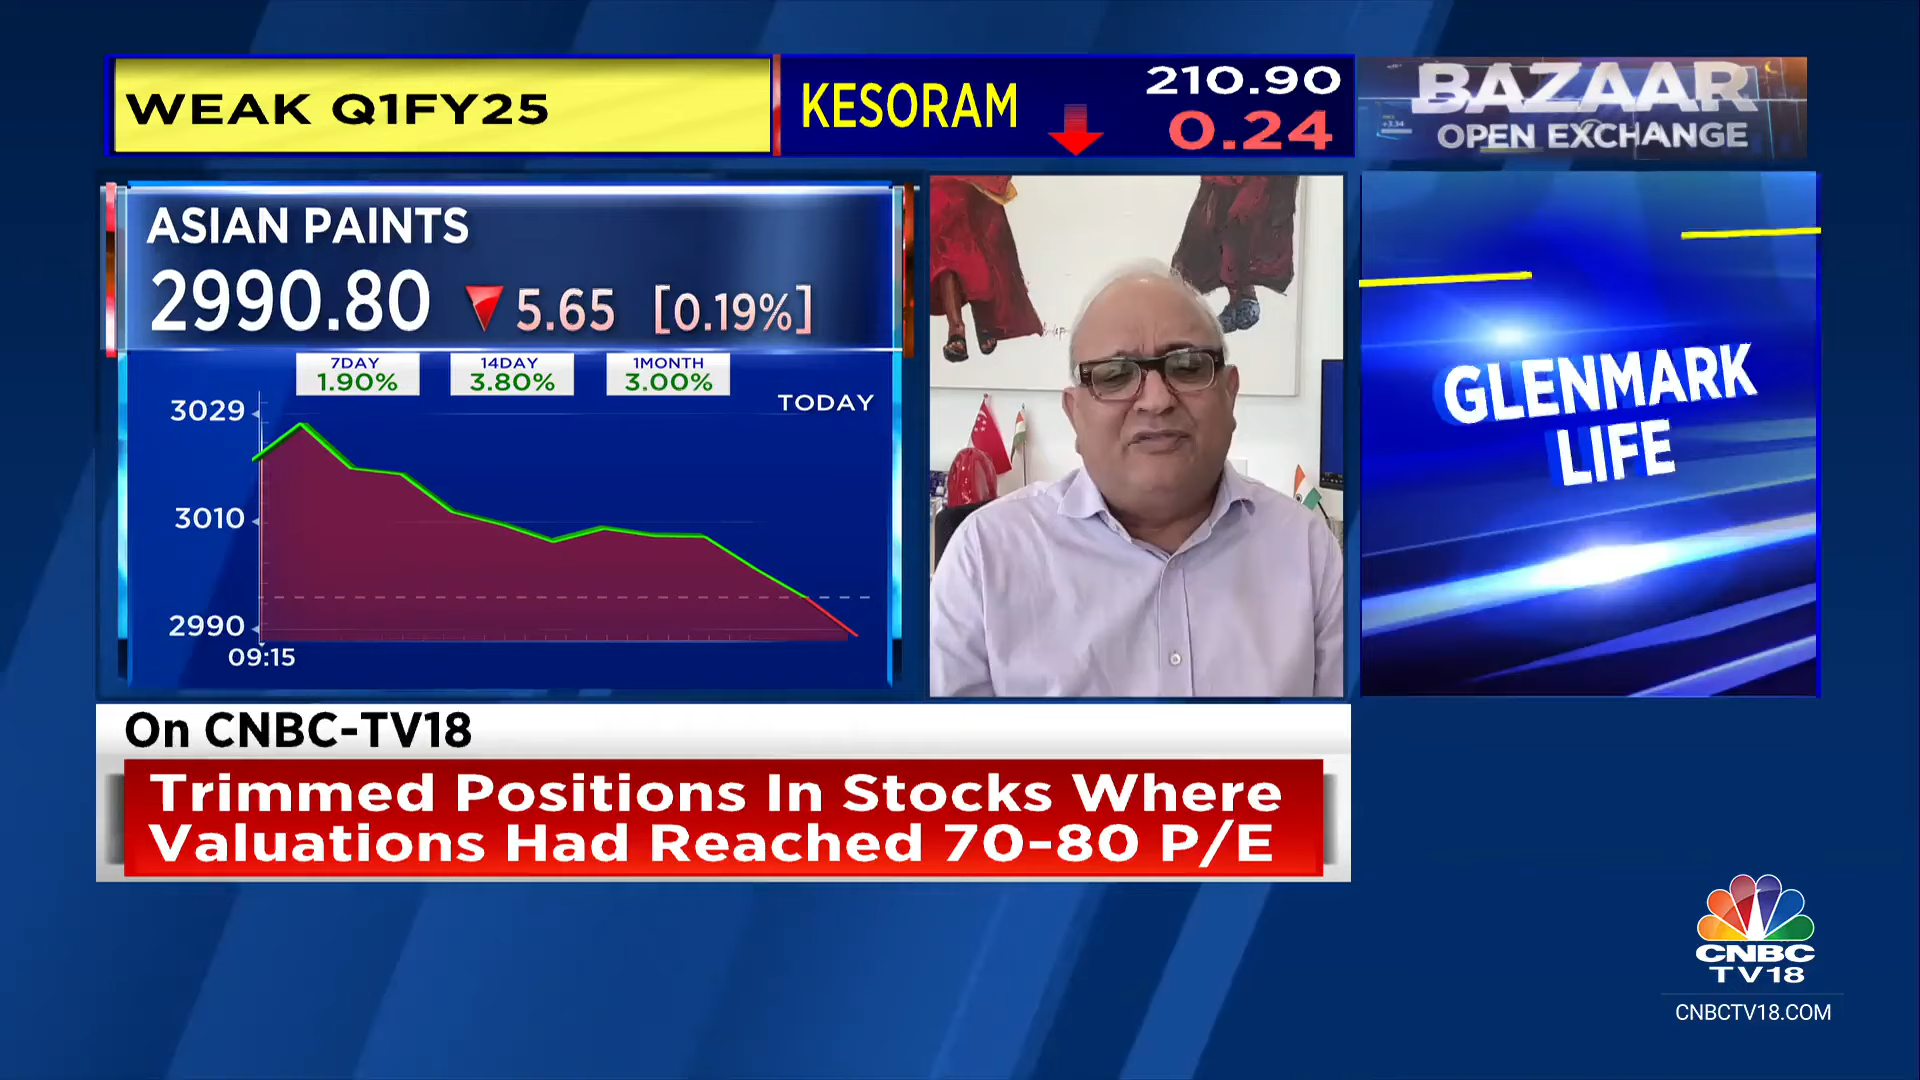 WEAK Q1FY25
KESORAM
210.90
0.24
BAZAAR
OPEN EXCHANGE
ASIAN PAINTS
2990.80 5.65 [0.19%]
7DAY
1.90%
14DAY
3.80%
1MONTH
3.00%
TODAY
3029
3010
2990
09:15
GLENMARK
LIFE
On CNBC-TV18
Trimmed Positions In Stocks Where
Valuations Had Reached 70-80 P/E
CNBC
TV18
CNBCTV18.COM